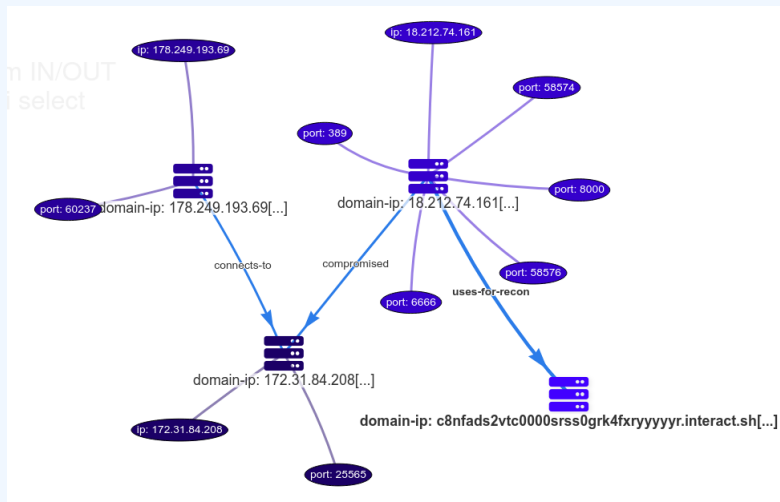 ip: 18.212.74.161
ip: 178.249.193.69
m IN/OUT
i select
port: 58574
port: 389
port: 8000
port: 60237
domain-ip: 178.249.193.69[...]
domain-ip: 18.212.74.161[...]
connects-to
compromised
port: 58576
uses-for-recon
port: 6666
domain-ip: 172.31.84.208[...]
domain-ip: c8nfads2vtc0000srss0grk4fxryyyyyr.interact.sh[...]
ip: 172.31.84.208
port: 25565